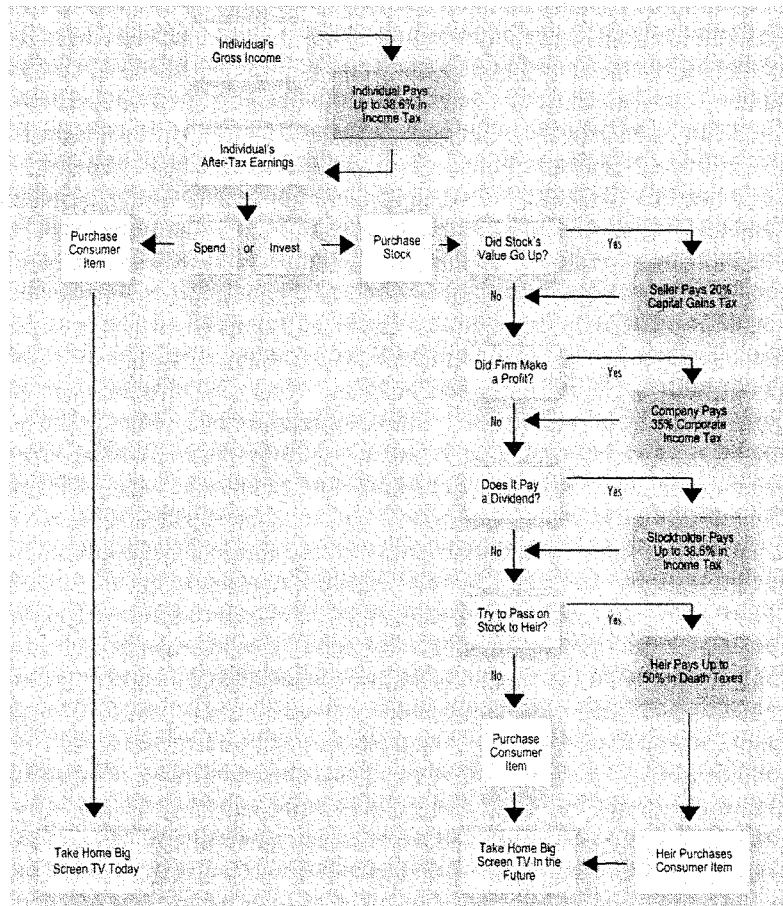 Individual's
Gross Income
Individual Pays
Up to 38.6% in
Income Tax
Individual's
After-Tax Earnings
Purchase
Consumer
Item
Spend or Invest
Purchase
Stock
Did Stock's
Value Go Up?
Yes
No
Seller Pays 20%
Capital Gains Tax
Did Firm Make
a Profit?
Yes
No
Company Pays
35% Corporate
Income Tax
Does It Pay
a Dividend?
Yes
No
Stockholder Pays
Up to 38.6% in
Income Tax
Try to Pass on
Stock to Heir?
Yes
No
Heir Pays Up to
50% in Death Taxes
Purchase
Consumer
Item
Take Home Big
Screen TV Today
Take Home Big
Screen TV In the
Future
Heir Purchases
Consumer Item